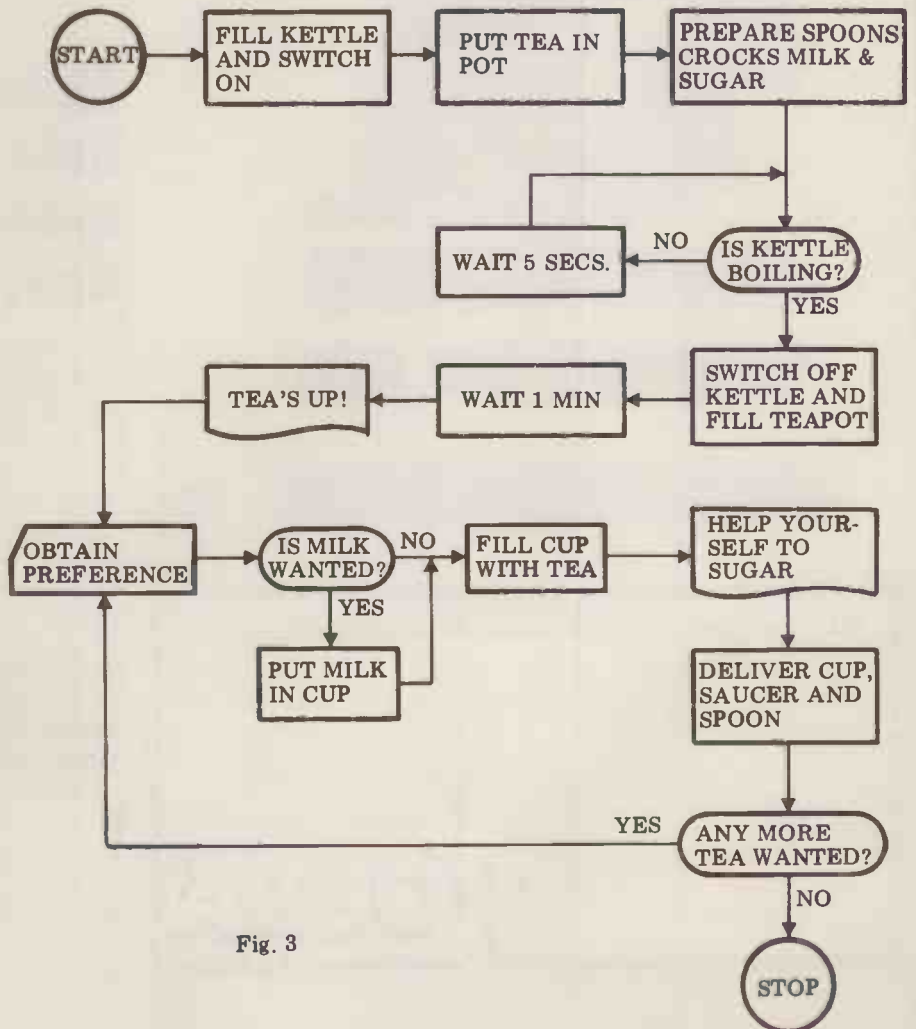 START
FILL KETTLE
AND SWITCH
ON
PUT TEA IN
POT
PREPARE SPOONS
CROCKS MILK &
SUGAR
IS KETTLE
BOILING?
NO
WAIT 5 SECS.
YES
SWITCH OFF
KETTLE AND
FILL TEAPOT
WAIT 1 MIN
TEA'S UP!
OBTAIN
PREFERENCE
IS MILK
WANTED?
NO
YES
PUT MILK
IN CUP
FILL CUP
WITH TEA
HELP YOUR-
SELF TO
SUGAR
DELIVER CUP,
SAUCER AND
SPOON
ANY MORE
TEA WANTED?
YES
NO
STOP
Fig. 3